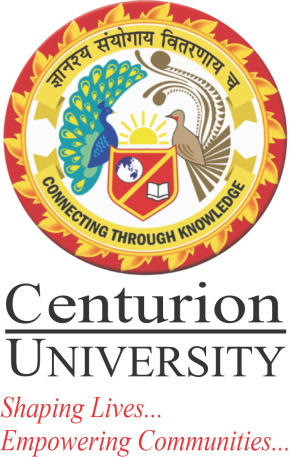 ज्ञानस्य संयोगाय वितरणाय च
CONNECTING THROUGH KNOWLEDGE
Centurion
UNIVERSITY
Shaping Lives...
Empowering Communities...